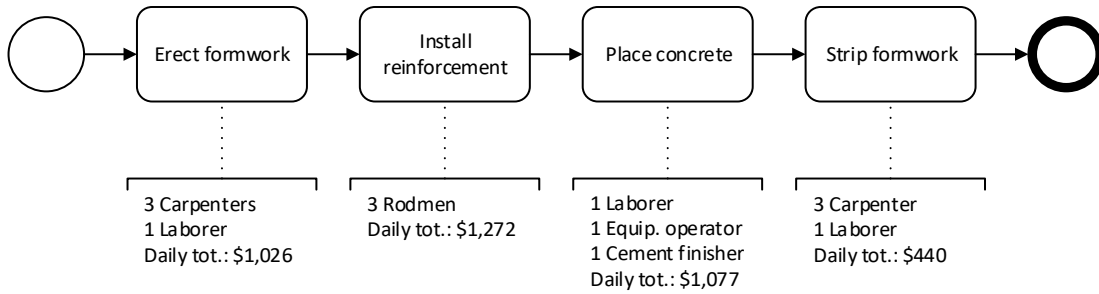 Erect formwork
Install
reinforcement
Place concrete
Strip formwork
3 Carpenters
1 Laborer
Daily tot.: $1,026
3 Rodmen
Daily tot.: $1,272
1 Laborer
1 Equip. operator
1 Cement finisher
Daily tot.: $1,077
3 Carpenter
1 Laborer
Daily tot.: $440